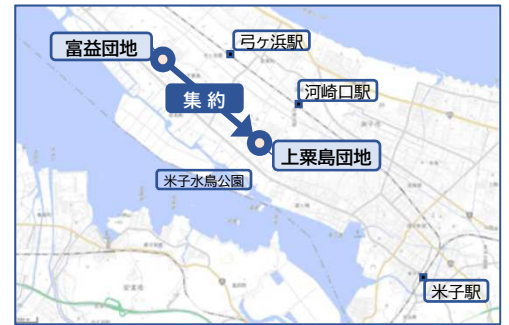 弓ヶ浜駅
富益団地
河崎口駅
集約
上粟島団地
米子水鳥公園
米子駅